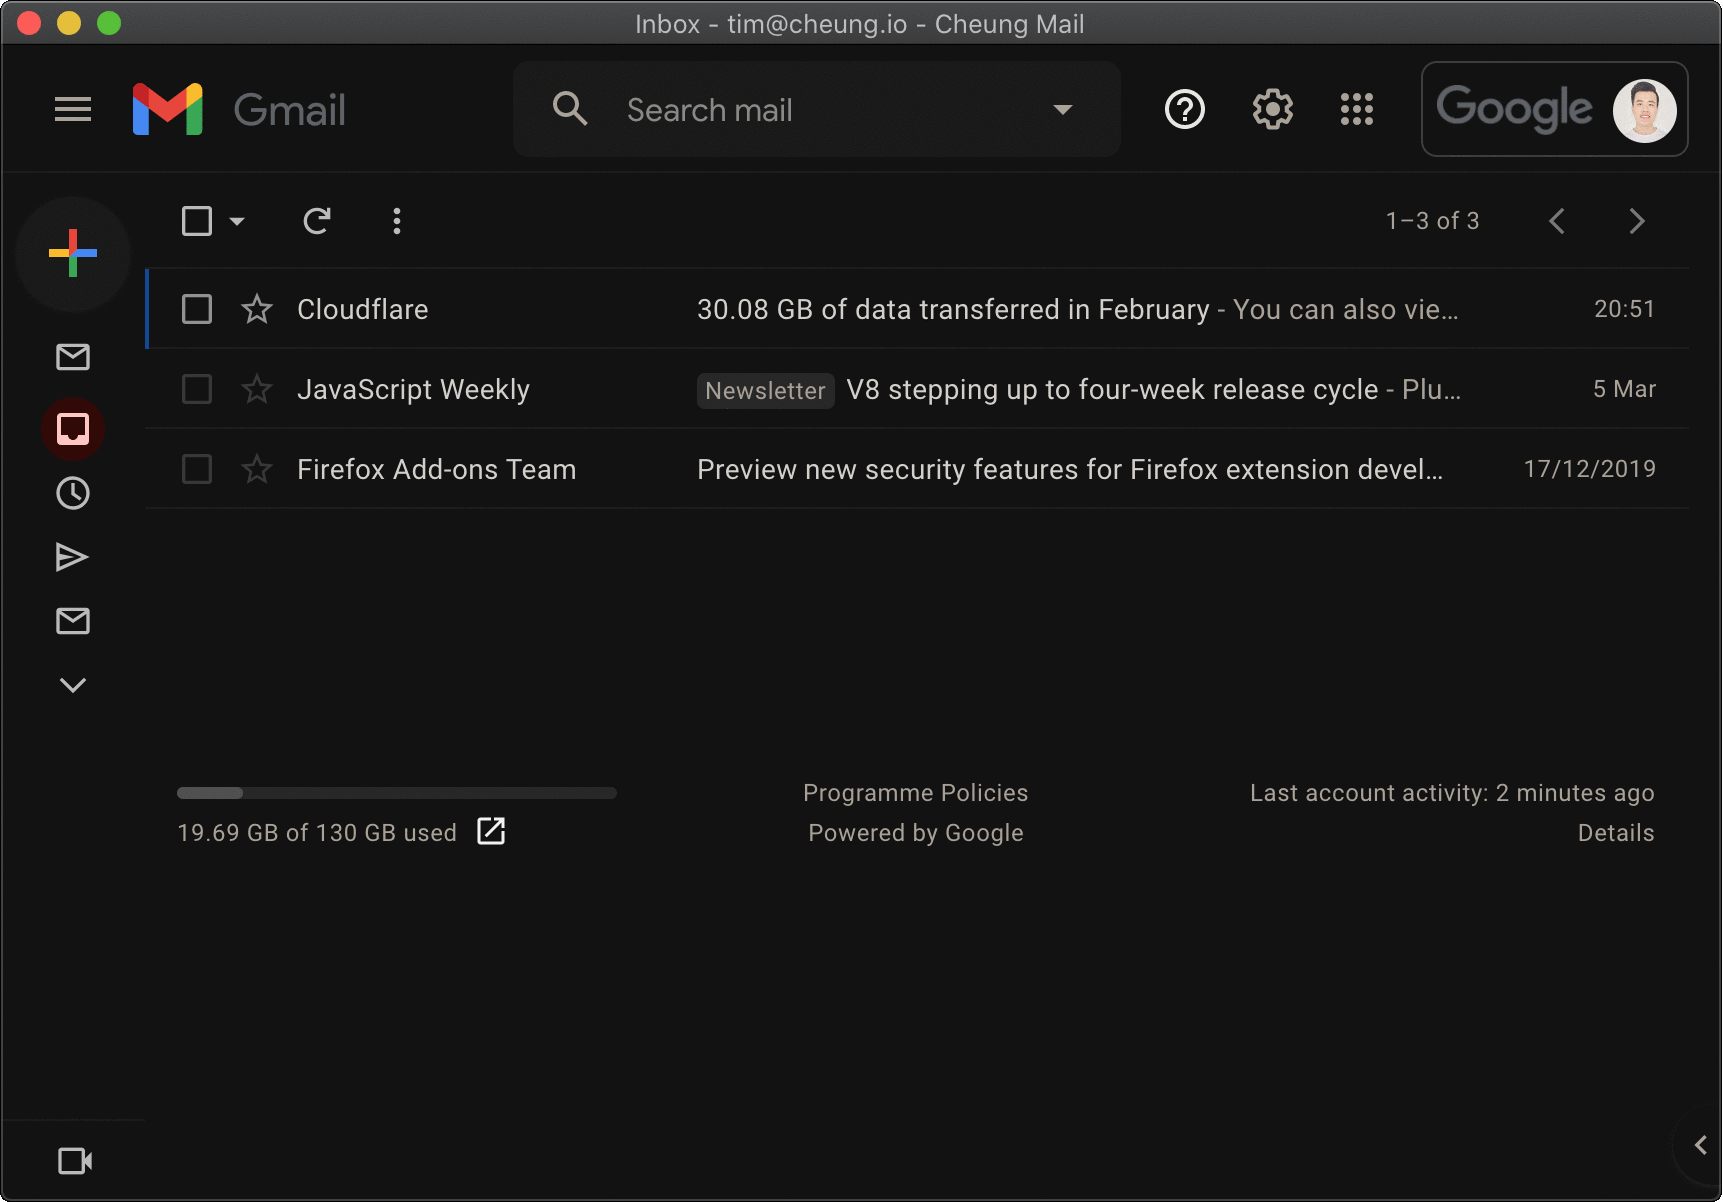 Inbox - tim@cheung.io - Cheung Mail
Gmail
Search mail
Google
1–3 of 3
Cloudflare 30.08 GB of data transferred in February - You can also vie… 20:51
JavaScript Weekly Newsletter V8 stepping up to four-week release cycle - Plu… 5 Mar
Firefox Add-ons Team Preview new security features for Firefox extension devel… 17/12/2019
19.69 GB of 130 GB used
Programme Policies
Powered by Google
Last account activity: 2 minutes ago
Details